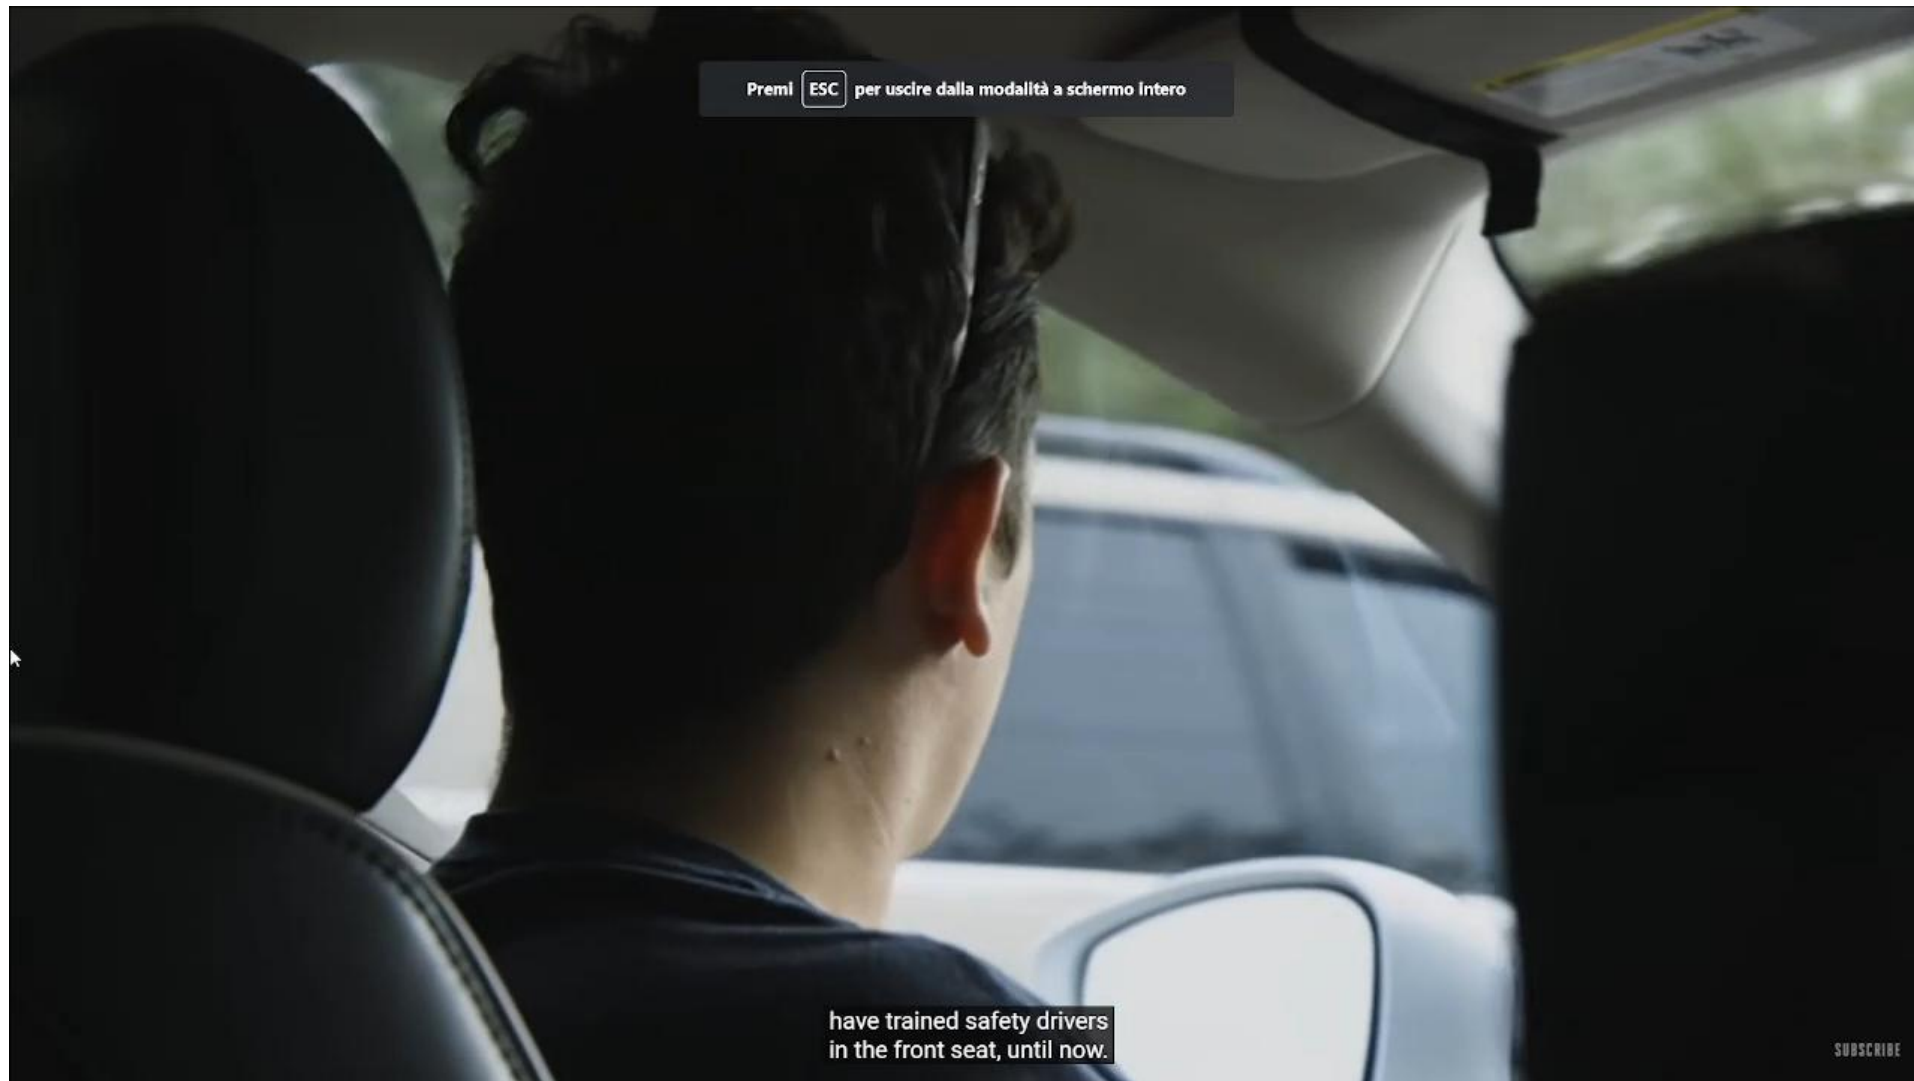 Premi ESC per uscire dalla modalità a schermo intero
have trained safety drivers
in the front seat, until now.
SUBSCRIBE